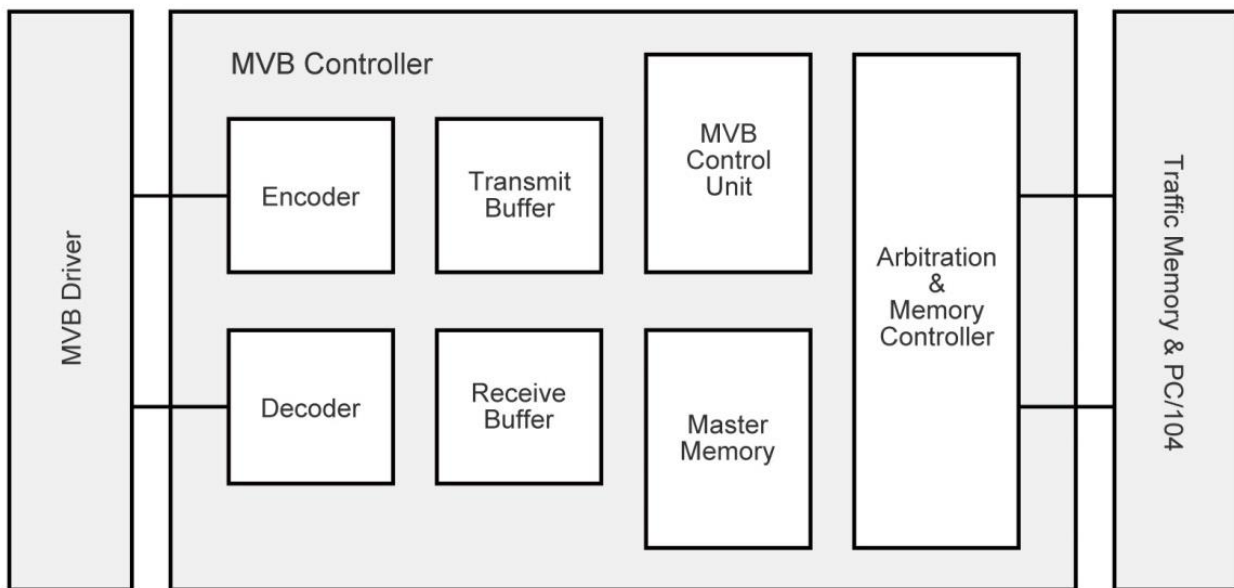 MVB Driver
MVB Controller
Encoder
Transmit
Buffer
MVB
Control
Unit
Decoder
Receive
Buffer
Master
Memory
Arbitration
&
Memory
Controller
Traffic Memory & PC/104